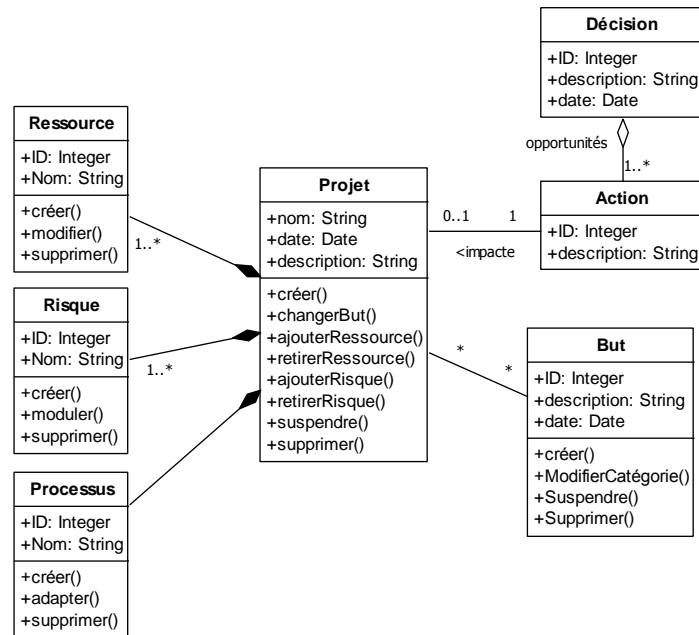 Décision
+ID: Integer
+description: String
+date: Date
opportunités
1..*
Action
+ID: Integer
+description: String
Ressource
+ID: Integer
+Nom: String
+créer()
+modifier()
+supprimer()
1..*
Projet
+nom: String
+date: Date
+description: String
+créer()
+changerBut()
+ajouterRessource()
+retirerRessource()
+ajouterRisque()
+retirerRisque()
+suspendre()
+supprimer()
0..1
1
<impacte
Risque
+ID: Integer
+Nom: String
+créer()
+moduler()
+supprimer()
1..*
*
*
But
+ID: Integer
+description: String
+date: Date
+créer()
+ModifierCatégorie()
+Suspendre()
+Supprimer()
Processus
+ID: Integer
+Nom: String
+créer()
+adapter()
+supprimer()